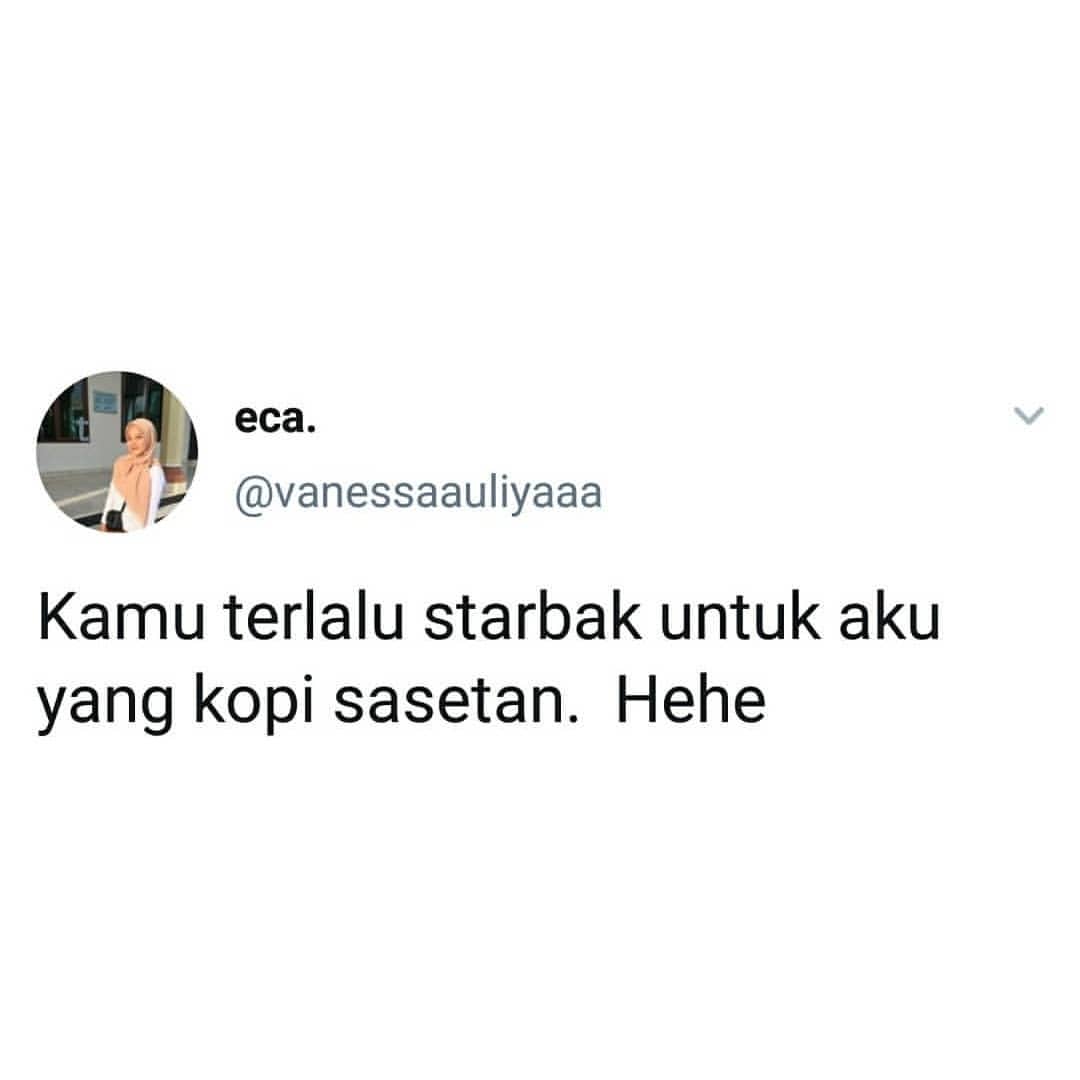 eca.
@vanessaauliyaaa
Kamu terlalu starbak untuk aku
yang kopi sasetan.  Hehe